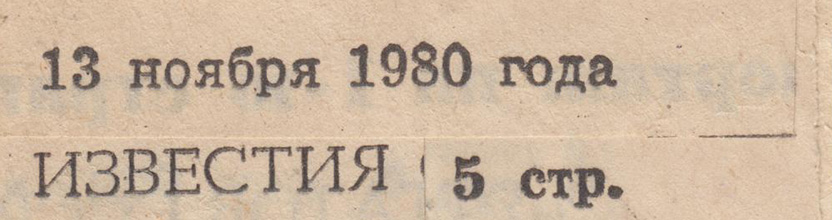 13 ноября 1980 года
ИЗВЕСТИЯ 5 стр.